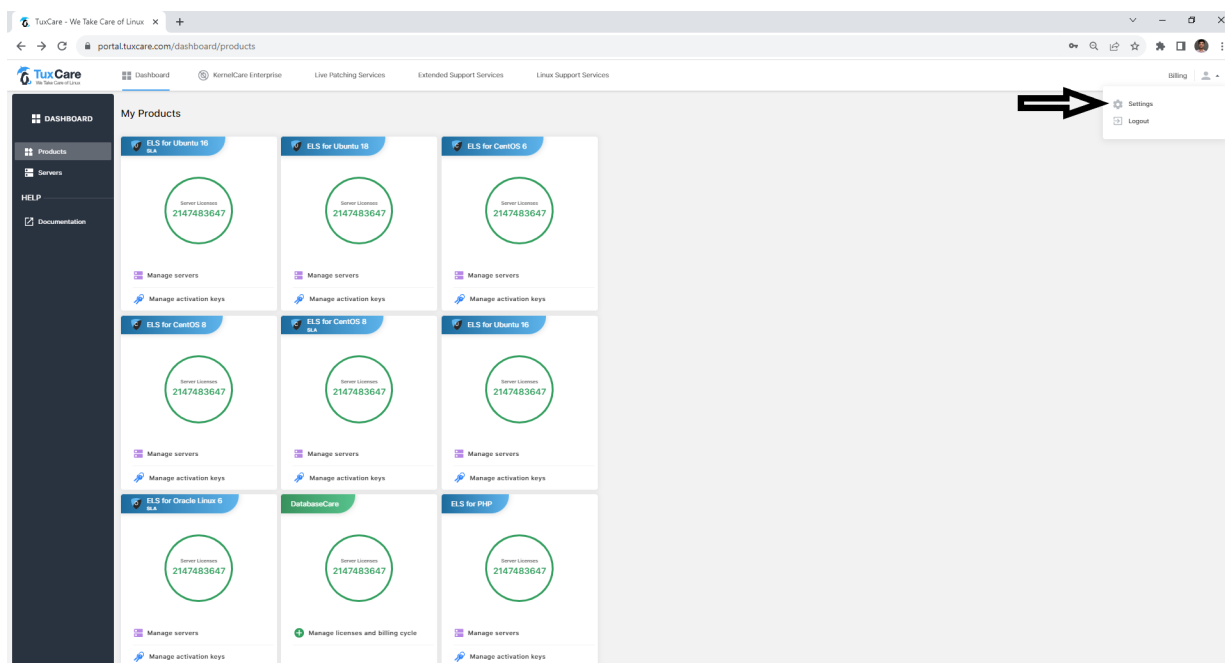 TuxCare - We Take Care of Linux
portal.tuxcare.com/dashboard/products
TuxCare
We Take Care of Linux
Dashboard
KernelCare Enterprise
Live Patching Services
Extended Support Services
Linux Support Services
Billing
Settings
Logout
DASHBOARD
Products
Servers
HELP
Documentation
My Products
ELS for Ubuntu 16
SLA
Server Licenses
2147483647
Manage servers
Manage activation keys
ELS for Ubuntu 18
Server Licenses
2147483647
Manage servers
Manage activation keys
ELS for CentOS 6
Server Licenses
2147483647
Manage servers
Manage activation keys
ELS for CentOS 8
Server Licenses
2147483647
Manage servers
Manage activation keys
ELS for CentOS 8
SLA
Server Licenses
2147483647
Manage servers
Manage activation keys
ELS for Ubuntu 16
Server Licenses
2147483647
Manage servers
Manage activation keys
ELS for Oracle Linux 6
SLA
Server Licenses
2147483647
Manage servers
Manage activation keys
DatabaseCare
Server Licenses
2147483647
Manage licenses and billing cycle
ELS for PHP
Server Licenses
2147483647
Manage servers
Manage activation keys